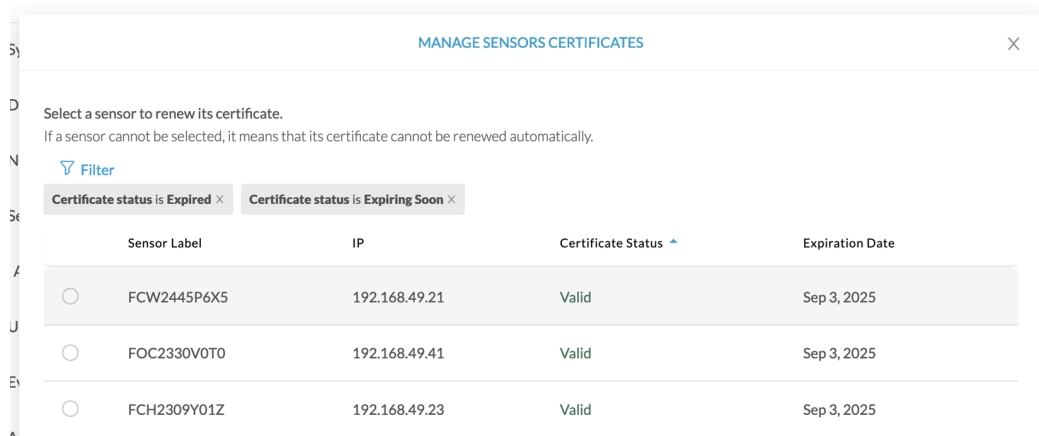 MANAGE SENSORS CERTIFICATES
Select a sensor to renew its certificate.
If a sensor cannot be selected, it means that its certificate cannot be renewed automatically.
Filter
Certificate status is Expired × Certificate status is Expiring Soon ×
Sensor Label IP Certificate Status Expiration Date
FCW2445P6X5 192.168.49.21 Valid Sep 3, 2025
FOC2330V0T0 192.168.49.41 Valid Sep 3, 2025
FCH2309Y01Z 192.168.49.23 Valid Sep 3, 2025